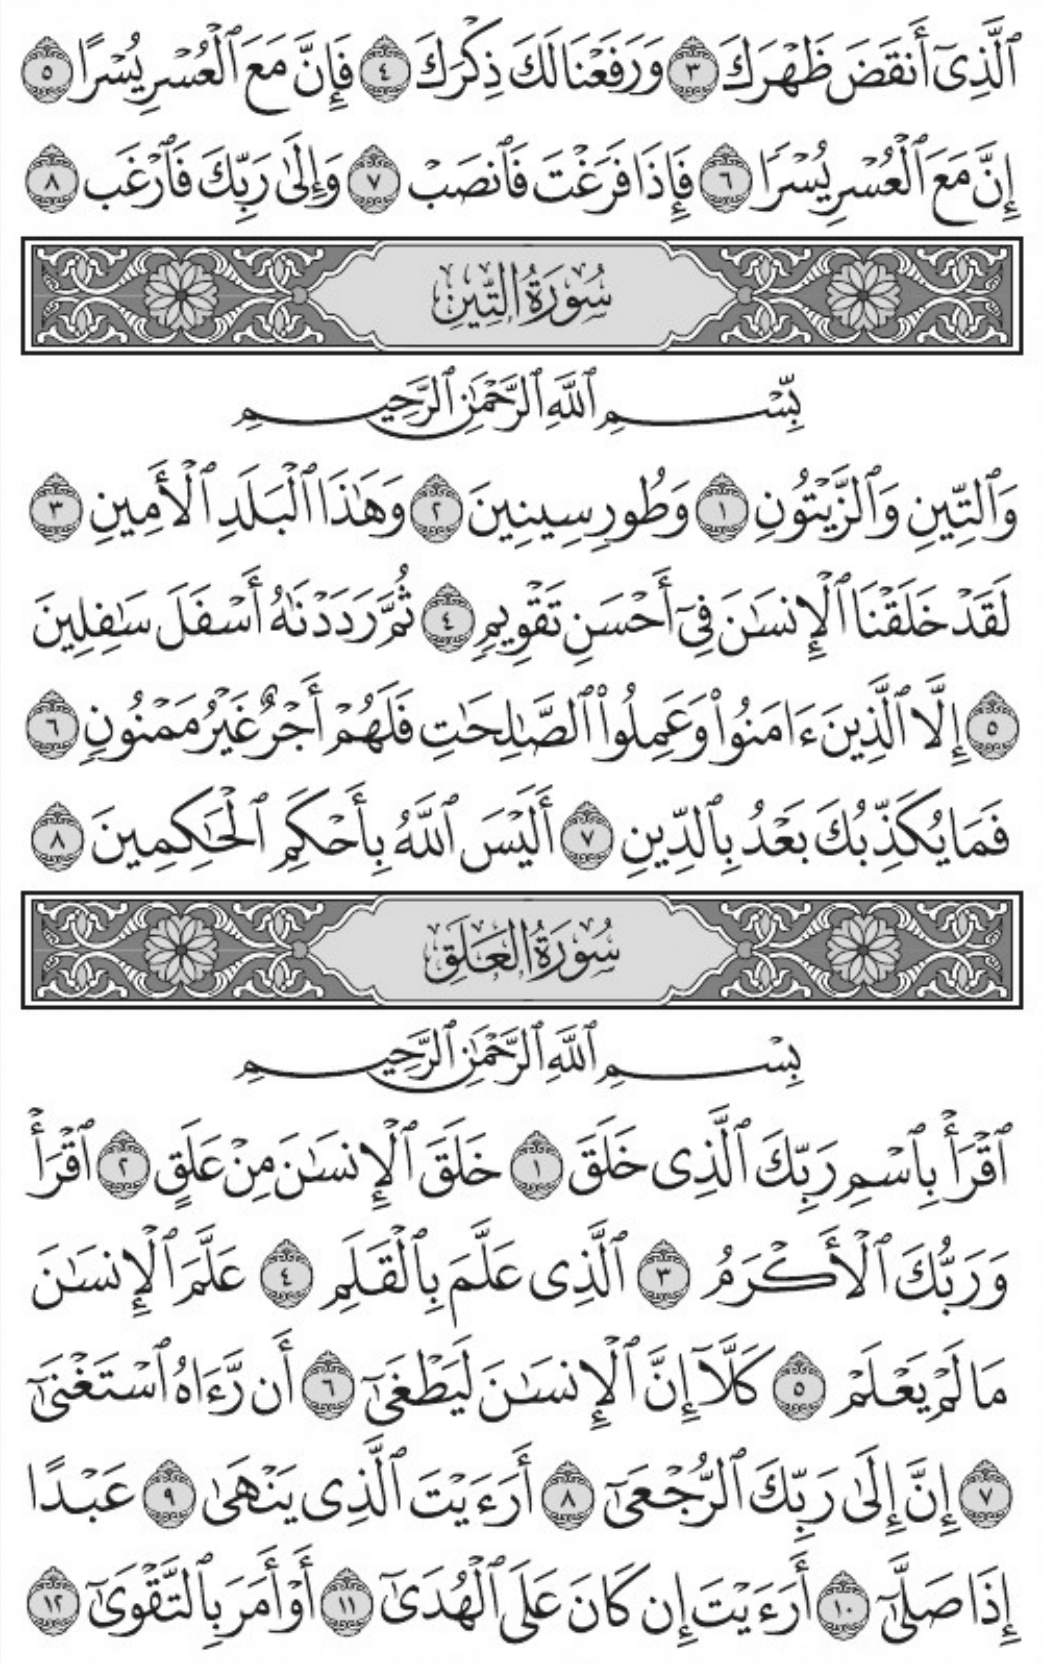 ٱلَّذِىٓ أَنقَضَ ظَهْرَكَ ٣ وَرَفَعْنَا لَكَ ذِكْرَكَ ٤ فَإِنَّ مَعَ ٱلْعُسْرِ يُسْرًا ٥
إِنَّ مَعَ ٱلْعُسْرِ يُسْرًا ٦ فَإِذَا فَرَغْتَ فَٱنصَبْ ٧ وَإِلَىٰ رَبِّكَ فَٱرْغَب ٨
سُورَةُ التِّينِ
بِّسْمِ ٱللَّهِ ٱلرَّحْمَٰنِ ٱلرَّحِيمِ
وَٱلتِّينِ وَٱلزَّيْتُونِ ١ وَطُورِ سِينِينَ ٢ وَهَٰذَا ٱلْبَلَدِ ٱلْأَمِينِ ٣
لَقَدْ خَلَقْنَا ٱلْإِنسَٰنَ فِىٓ أَحْسَنِ تَقْوِيمٍ ٤ ثُمَّ رَدَدْنَٰهُ أَسْفَلَ سَٰفِلِينَ
٥ إِلَّا ٱلَّذِينَ ءَامَنُوا۟ وَعَمِلُوا۟ ٱلصَّٰلِحَٰتِ فَلَهُمْ أَجْرٌ غَيْرُ مَمْنُونٍ ٦
فَمَا يُكَذِّبُكَ بَعْدُ بِٱلدِّينِ ٧ أَلَيْسَ ٱللَّهُ بِأَحْكَمِ ٱلْحَٰكِمِينَ ٨
سُورَةُ العَلَقِ
بِسْمِ ٱللَّهِ ٱلرَّحْمَٰنِ ٱلرَّحِيمِ
ٱقْرَأْ بِٱسْمِ رَبِّكَ ٱلَّذِى خَلَقَ ١ خَلَقَ ٱلْإِنسَٰنَ مِنْ عَلَقٍ ٢ ٱقْرَأْ
وَرَبُّكَ ٱلْأَكْرَمُ ٣ ٱلَّذِى عَلَّمَ بِٱلْقَلَمِ ٤ عَلَّمَ ٱلْإِنسَٰنَ
مَا لَمْ يَعْلَمْ ٥ كَلَّآ إِنَّ ٱلْإِنسَٰنَ لَيَطْغَىٰٓ ٦ أَن رَّءَاهُ ٱسْتَغْنَىٰٓ
٧ إِنَّ إِلَىٰ رَبِّكَ ٱلرُّجْعَىٰٓ ٨ أَرَءَيْتَ ٱلَّذِى يَنْهَىٰ ٩ عَبْدًا
إِذَا صَلَّىٰٓ ١٠ أَرَءَيْتَ إِن كَانَ عَلَى ٱلْهُدَىٰٓ ١١ أَوْ أَمَرَ بِٱلتَّقْوَىٰٓ ١٢